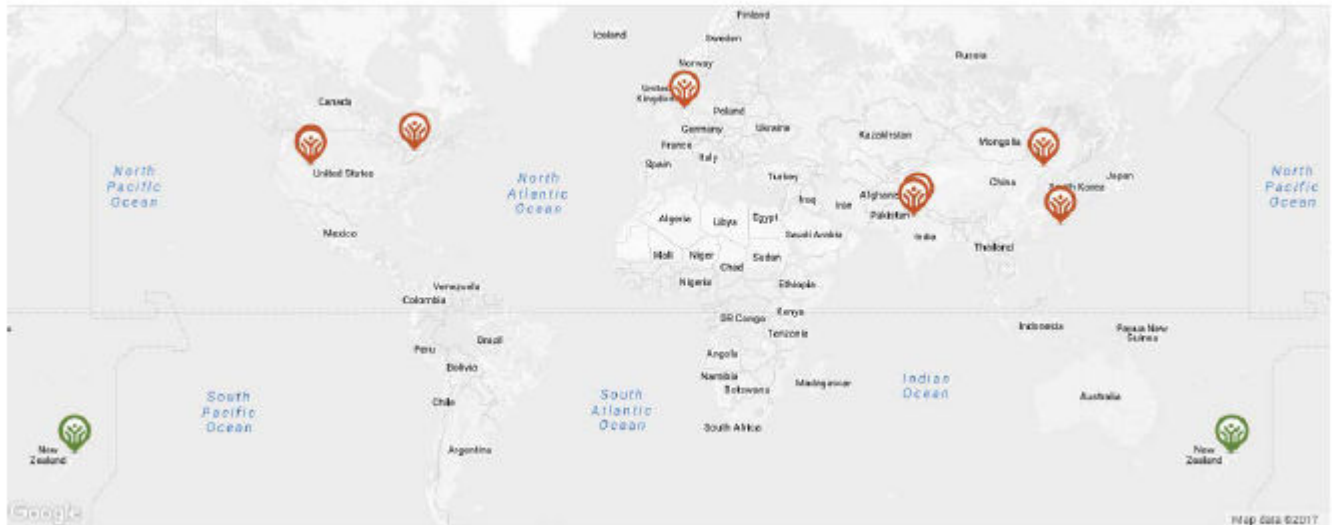 Finland
Iceland
Sweden
Russia
Norway
United
Kingdom
Canada
Poland
Germany
Ukraine
Kazakhstan
Mongolia
France
Italy
Spain
North
Pacific
Ocean
United States
North
Atlantic
Ocean
Turkey
China
South Korea
Japan
North
Pacific
Ocean
Iraq
Iran
Afghanis
Pakistan
Algeria
Libya
Egypt
Saudi Arabia
India
Thailand
Mexico
Mali
Niger
Chad
Sudan
Nigeria
Ethiopia
Venezuela
Colombia
DR Congo
Kenya
Tanzania
Indonesia
Papua New
Guinea
Peru
Brazil
Bolivia
Angola
Namibia
Botswana
Madagascar
Indian
Ocean
Australia
South
Pacific
Ocean
Chile
South
Atlantic
Ocean
South Africa
Argentina
New
Zealand
New
Zealand
Google
Map data ©2017